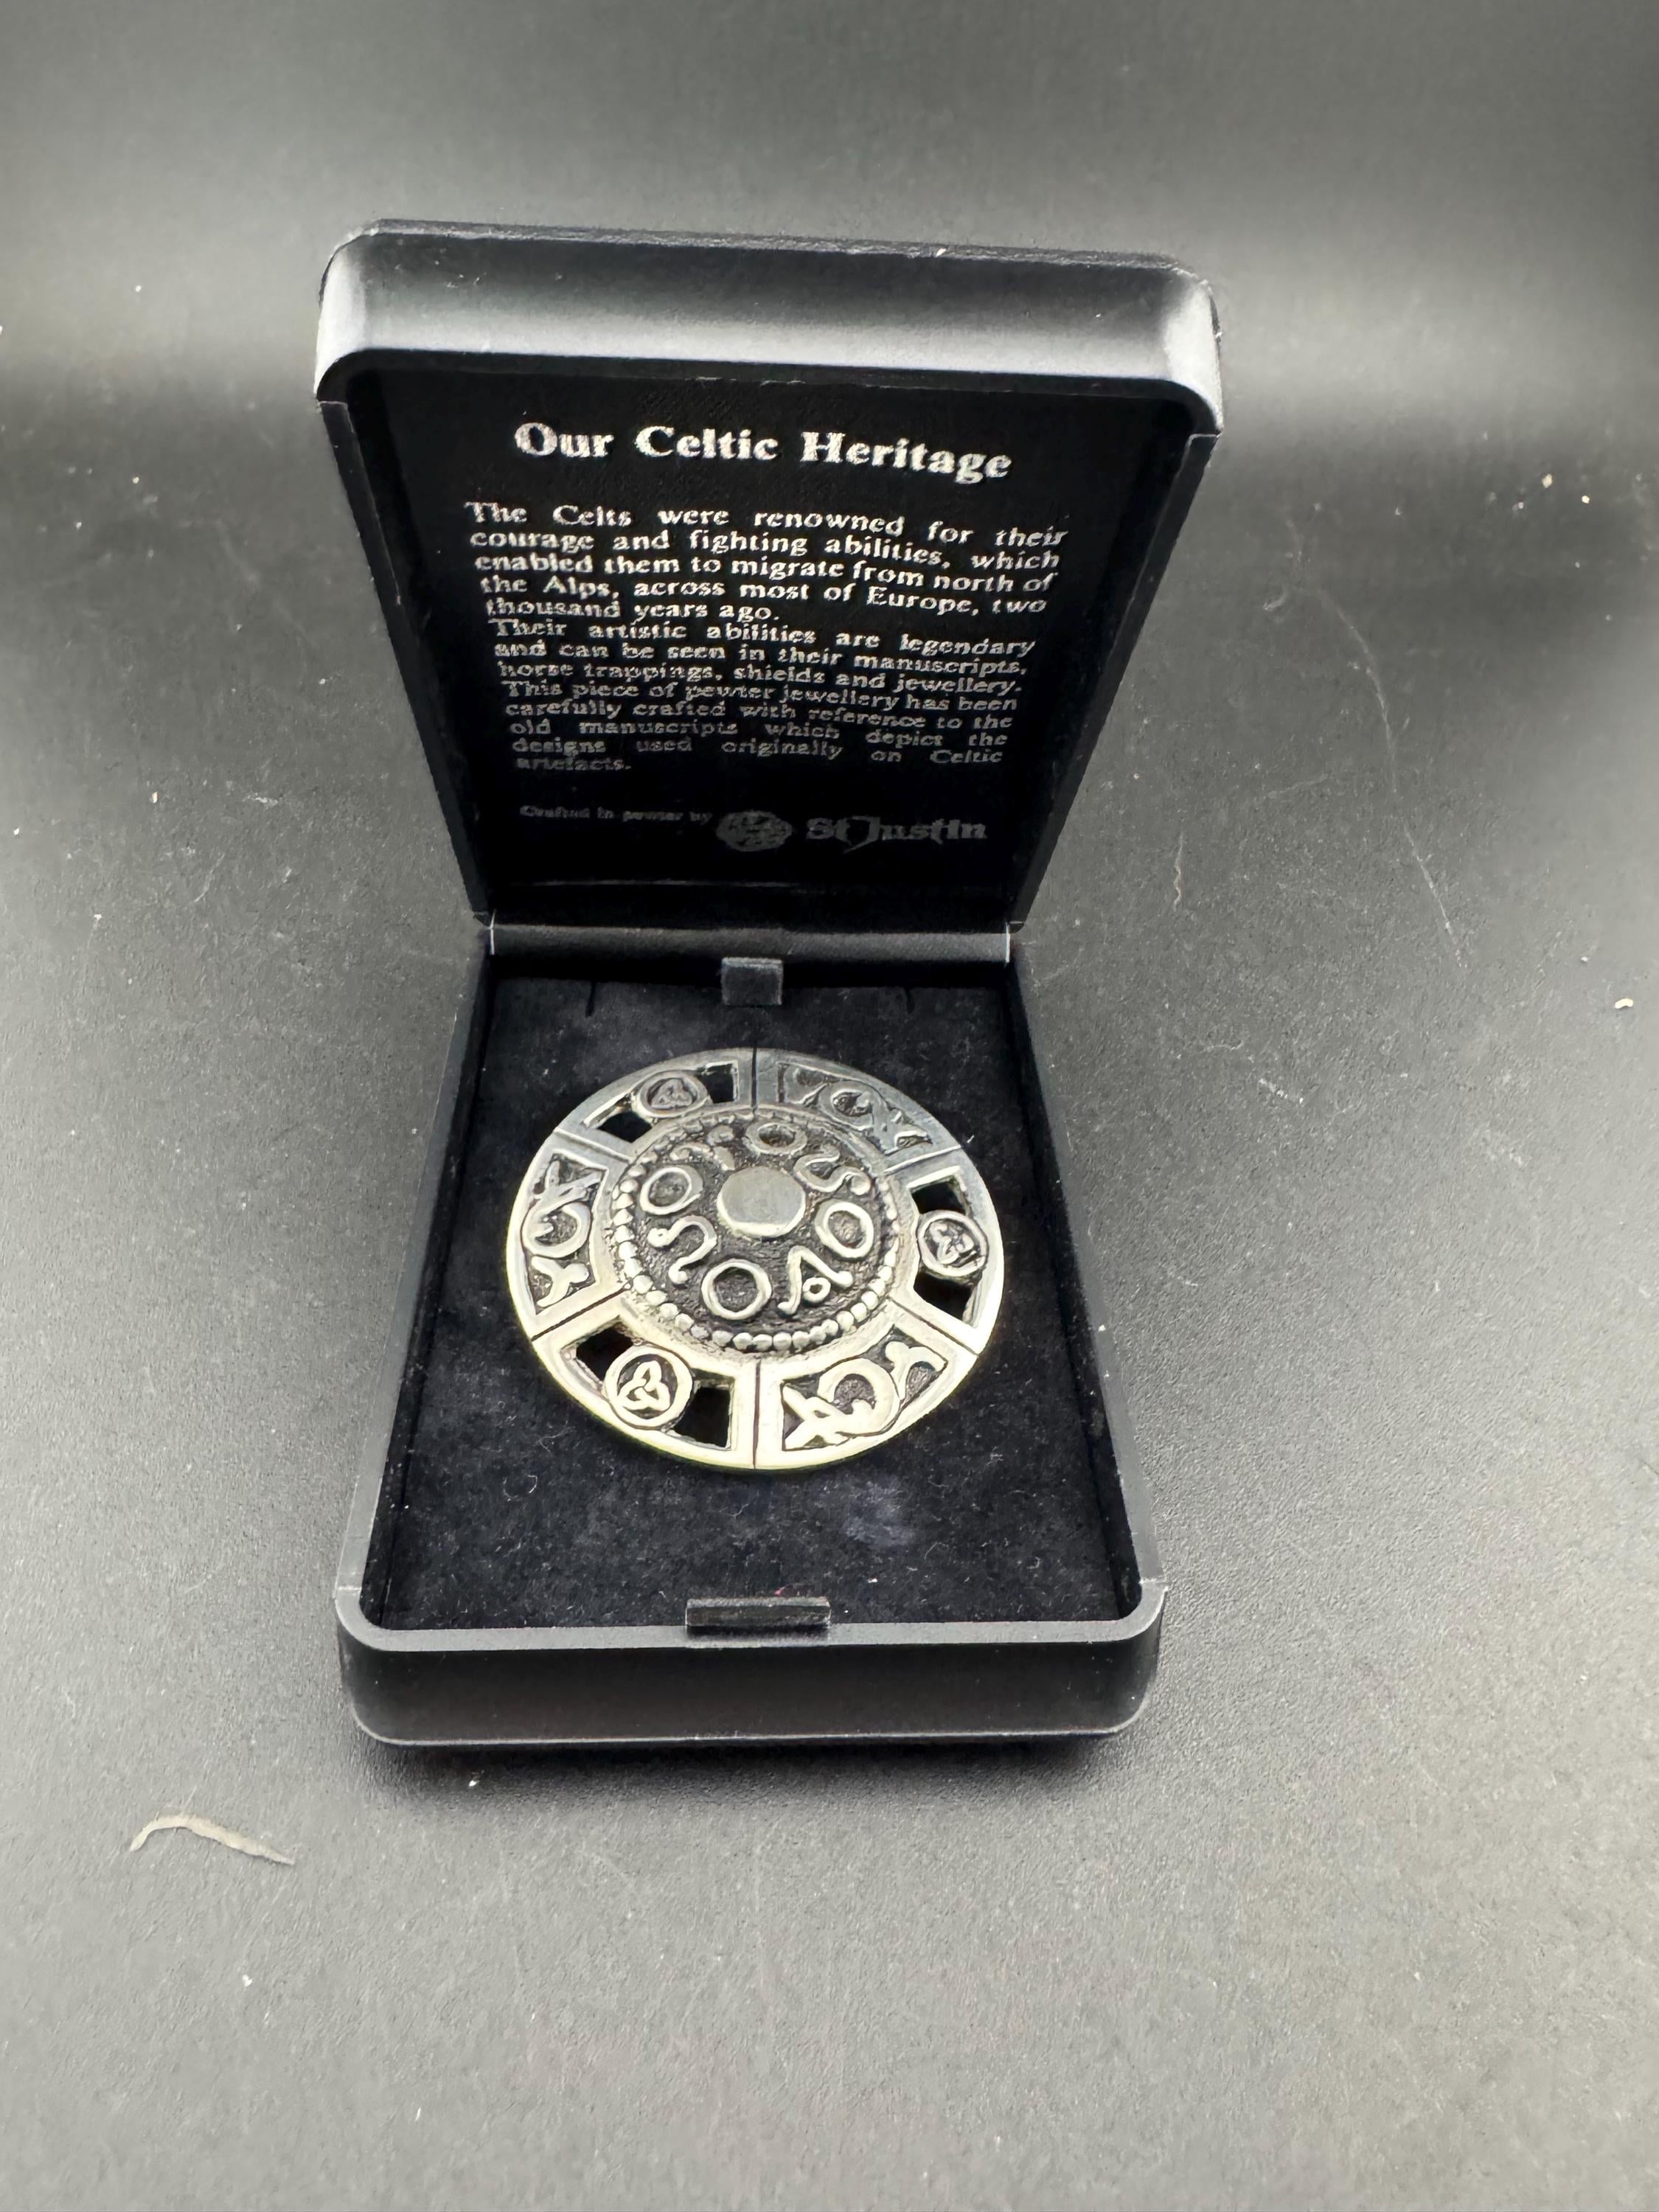 Our Celtic Heritage
The Celts were renowned for their
courage and fighting abilities, which
enabled them to migrate from north of
the Alps, across most of Europe, two
thousand years ago.
Their artistic abilities are legendary
and can be seen in their manuscripts,
horse trappings, shields and jewellery.
This piece of pewter jewellery has been
carefully crafted with reference to the
old manuscripts which depict the
designs used originally on Celtic
artefacts.
Crafted in pewter by St Justin